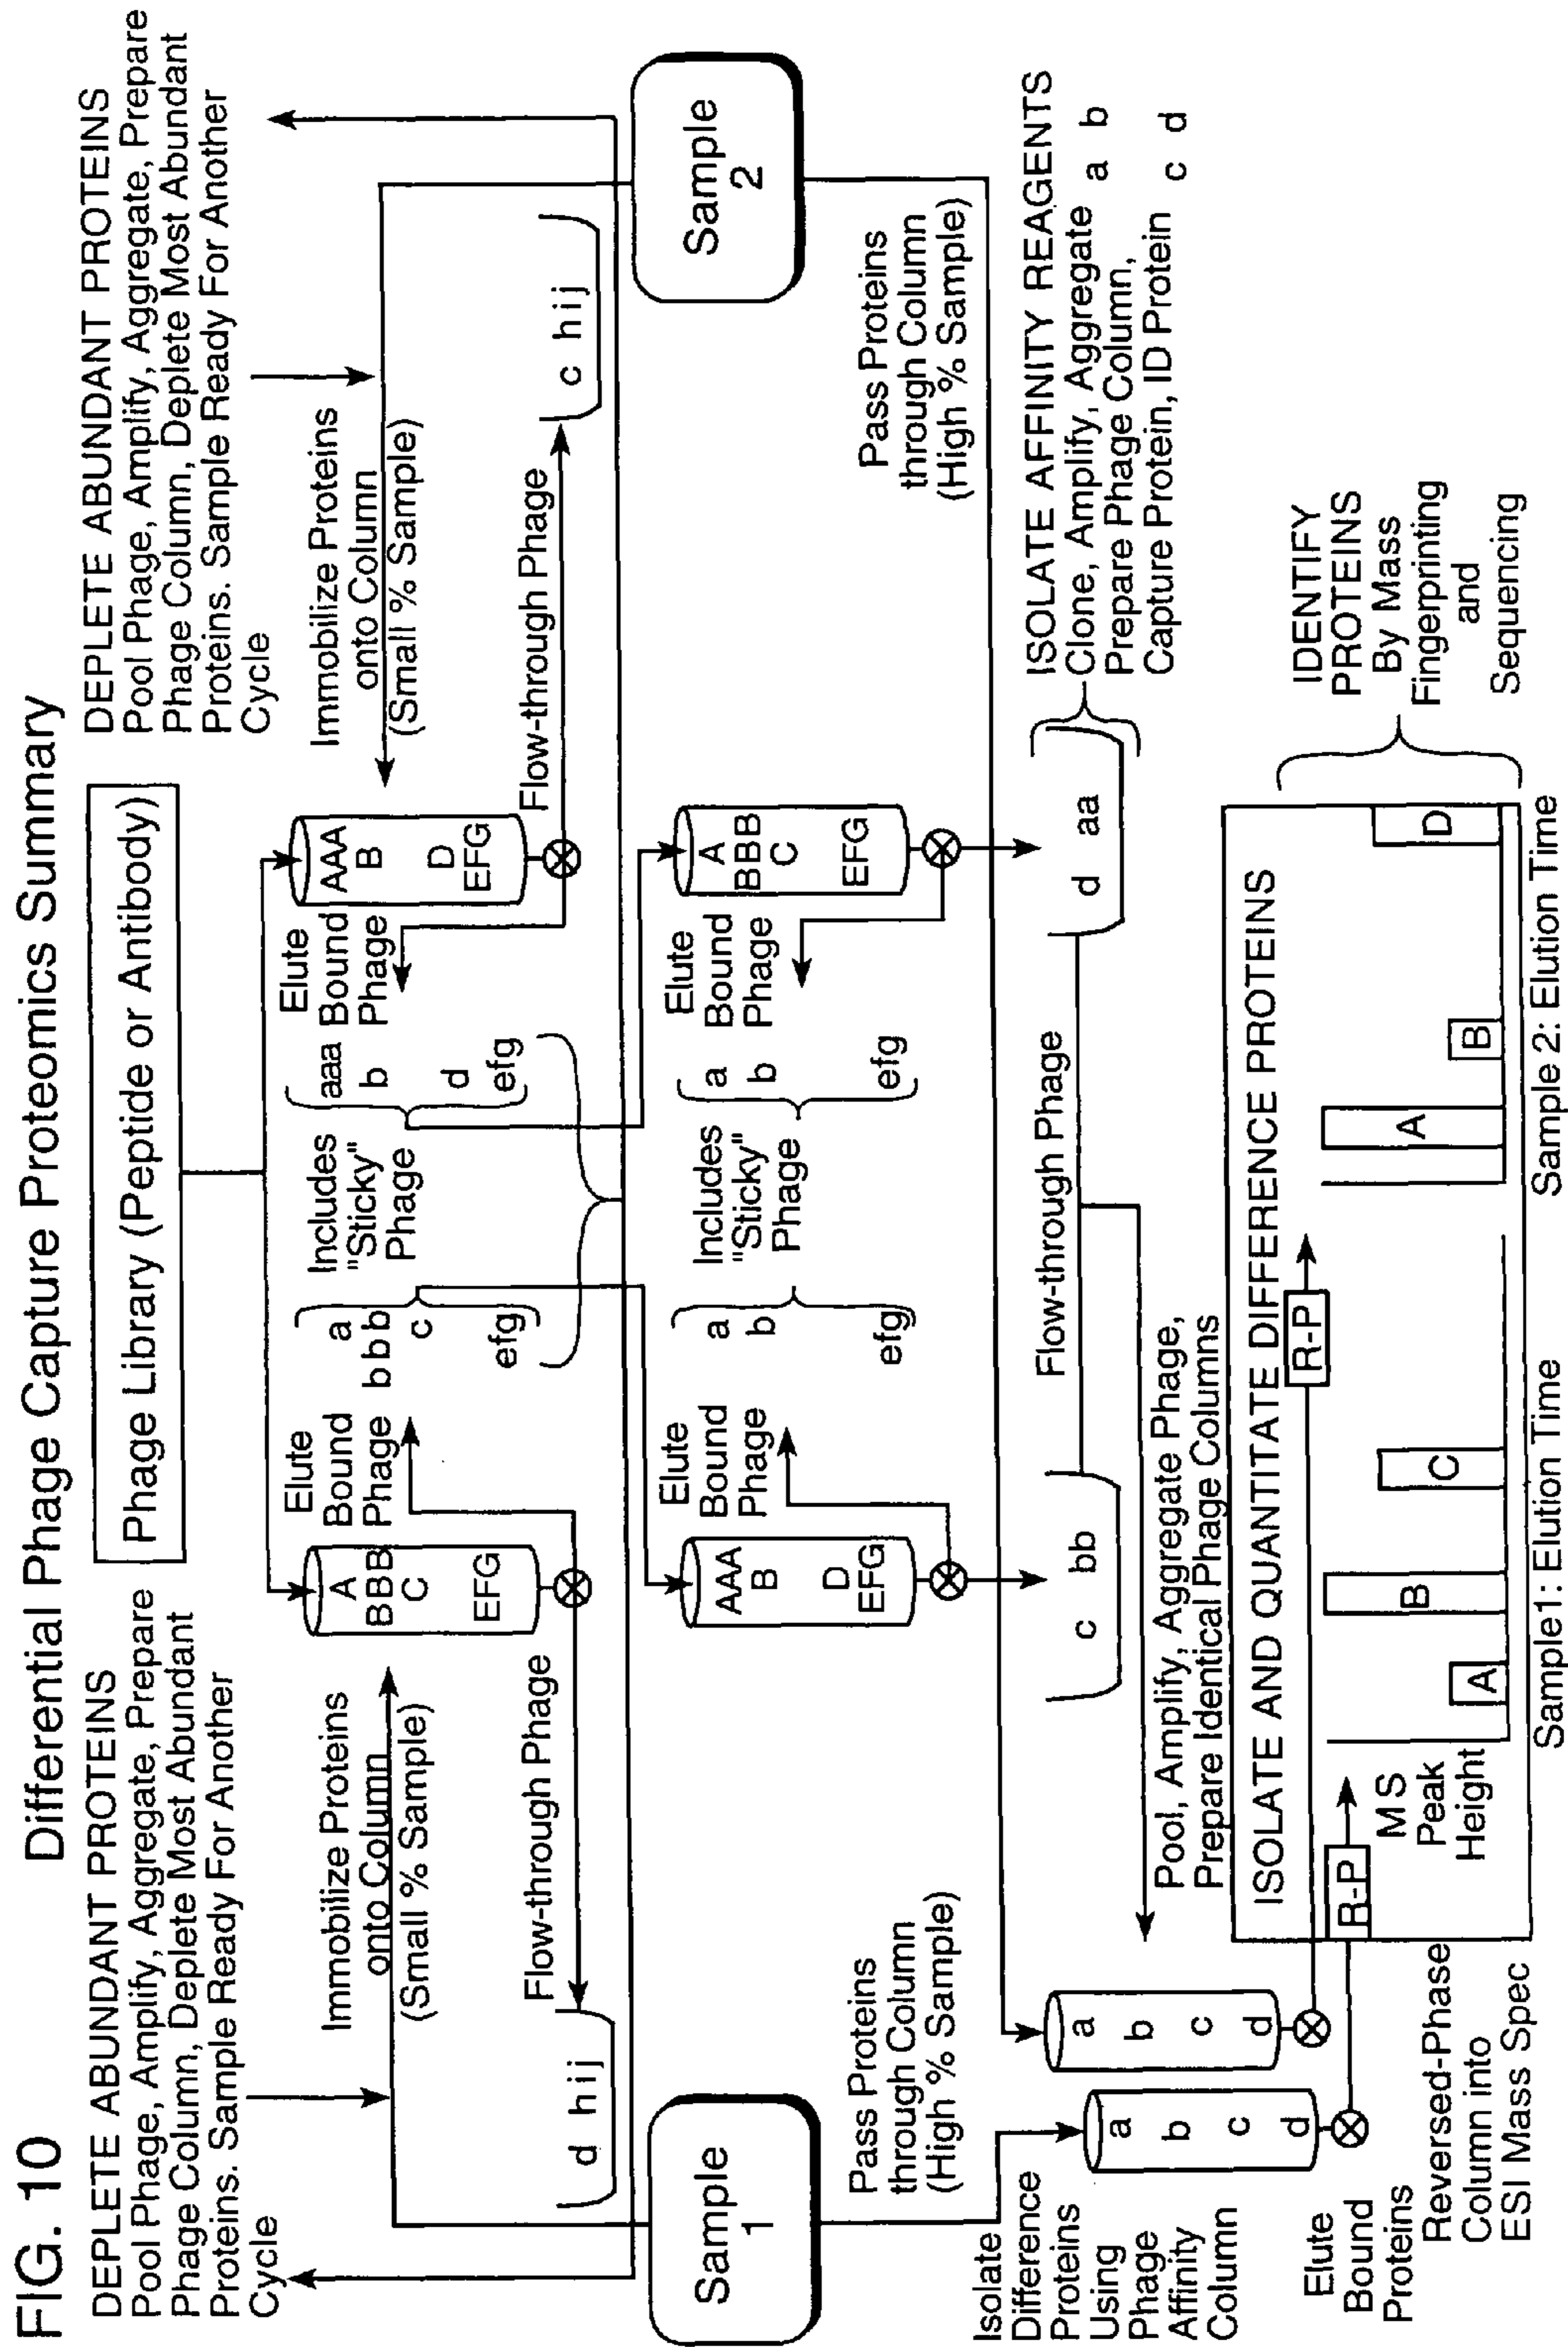 FIG. 10
Differential Phage Capture Proteomics Summary
DEPLETE ABUNDANT PROTEINS
Pool Phage, Amplify, Aggregate, Prepare
Phage Column, Deplete Most Abundant
Proteins. Sample Ready For Another
Cycle
Phage Library (Peptide or Antibody)
DEPLETE ABUNDANT PROTEINS
Pool Phage, Amplify, Aggregate, Prepare
Phage Column, Deplete Most Abundant
Proteins. Sample Ready For Another
Cycle
Immobilize Proteins
onto Column
(Small % Sample)
A
BBB
C
EFG
Elute
Bound
Phage
a
bbb
c
efg
Includes
"Sticky"
Phage
aaa
b
d
efg
Elute
Bound
Phage
AAA
B
D
EFG
Immobilize Proteins
onto Column
(Small % Sample)
Flow-through Phage
d hij
Flow-through Phage
c hij
Sample
1
Sample
2
AAA
B
D
EFG
Elute
Bound
Phage
a
b
efg
Includes
"Sticky"
Phage
a
b
efg
Elute
Bound
Phage
A
BBB
C
EFG
Pass Proteins
through Column
(High % Sample)
Pass Proteins
through Column
(High % Sample)
Isolate
Difference
Proteins
Using
Phage
Affinity
Column
a
b
c
d
a
b
c
d
c bb
Flow-through Phage
d aa
ISOLATE AFFINITY REAGENTS
Clone, Amplify, Aggregate
Prepare Phage Column,
Capture Protein, ID Protein
a b
c d
Pool, Amplify, Aggregate Phage,
Prepare Identical Phage Columns
Elute
Bound
Proteins
Reversed-Phase
Column into
ESI Mass Spec
ISOLATE AND QUANTITATE DIFFERENCE PROTEINS
R-P
R-P
MS
Peak
Height
A
B
C
A
B
D
Sample1: Elution Time
Sample 2: Elution Time
IDENTIFY
PROTEINS
By Mass
Fingerprinting
and
Sequencing